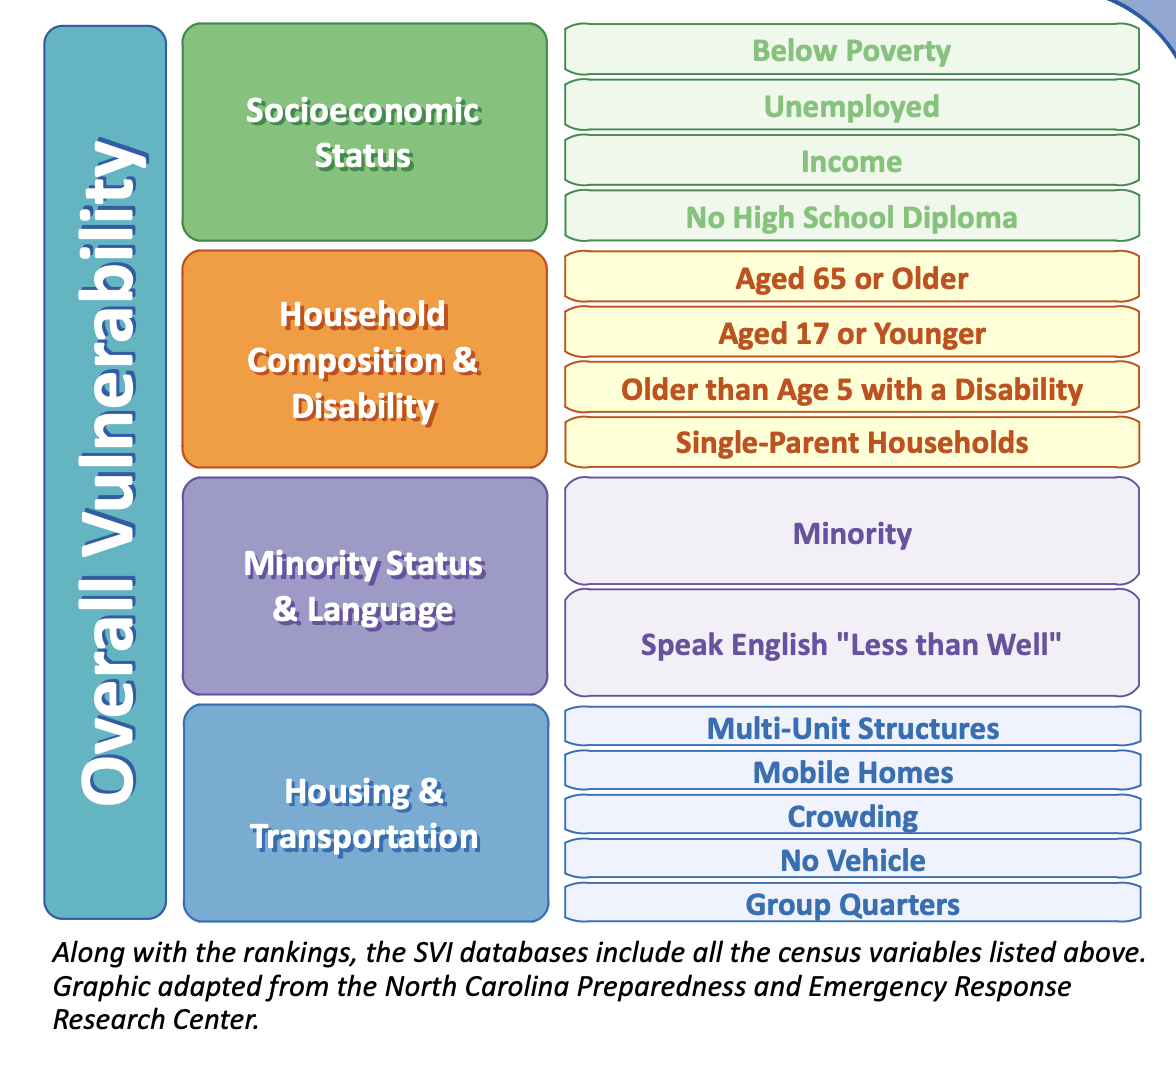 Overall Vulnerability
Socioeconomic
Status
Below Poverty
Unemployed
Income
No High School Diploma
Household
Composition &
Disability
Aged 65 or Older
Aged 17 or Younger
Older than Age 5 with a Disability
Single-Parent Households
Minority Status
& Language
Minority
Speak English "Less than Well"
Housing &
Transportation
Multi-Unit Structures
Mobile Homes
Crowding
No Vehicle
Group Quarters
Along with the rankings, the SVI databases include all the census variables listed above.
Graphic adapted from the North Carolina Preparedness and Emergency Response
Research Center.